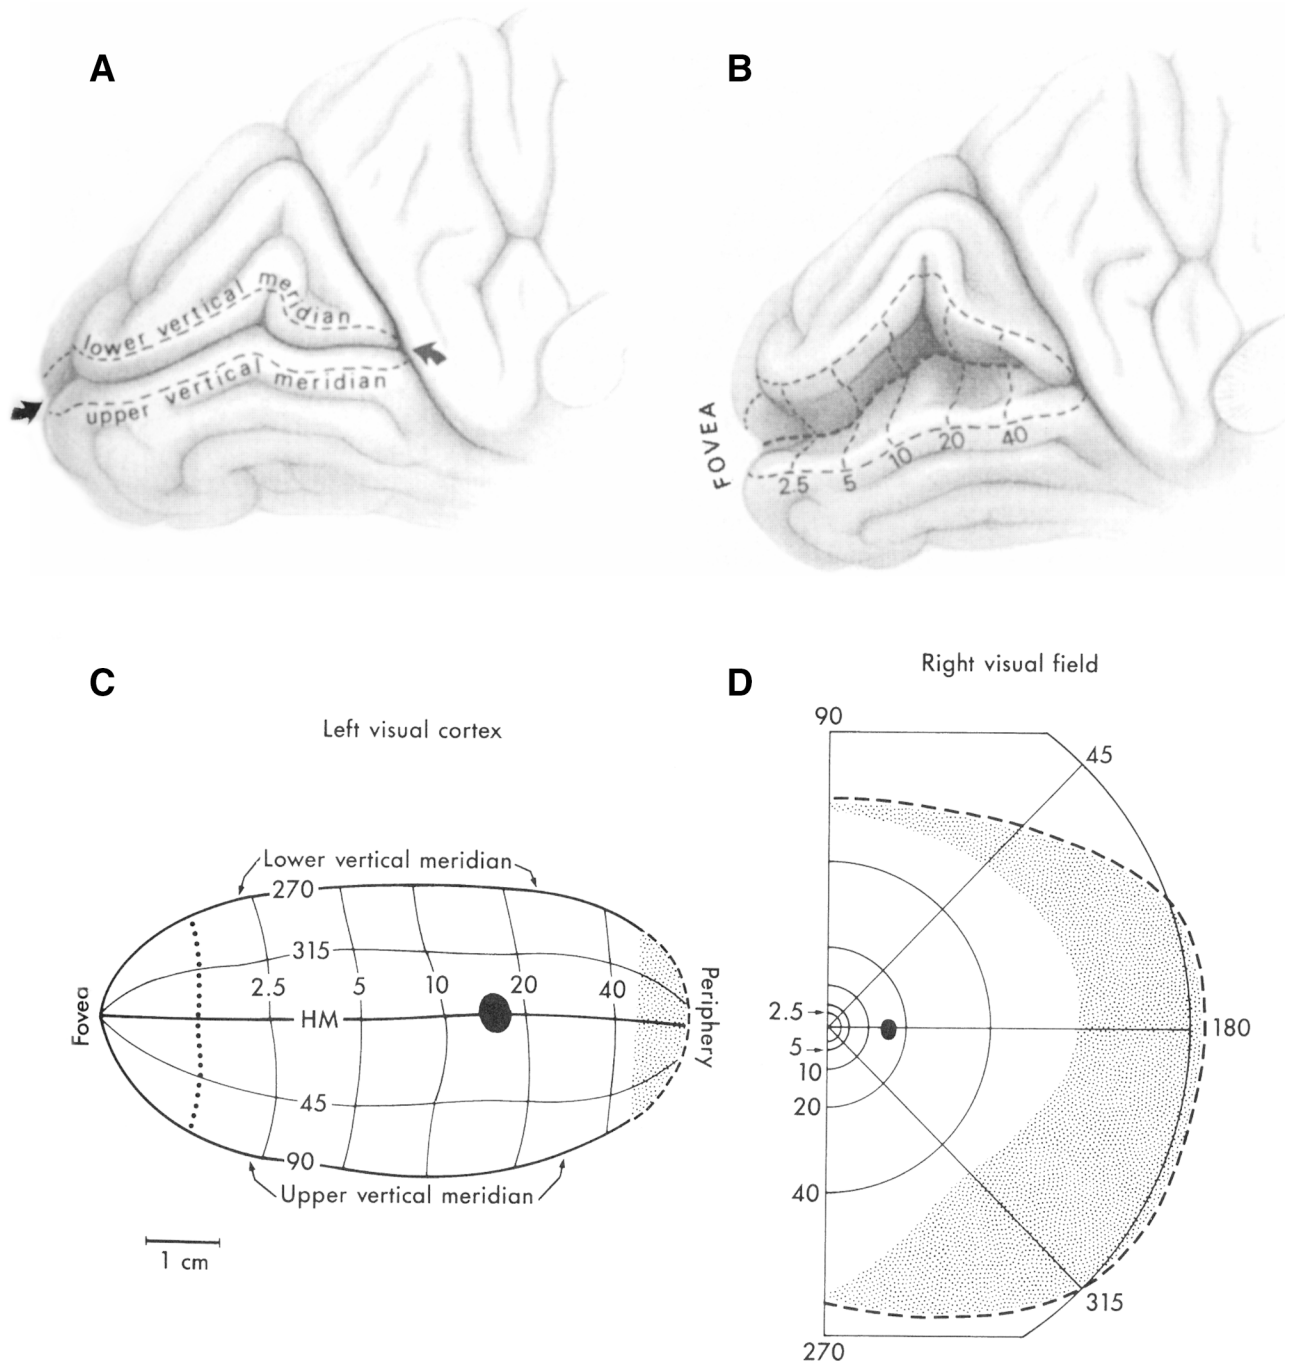 A
B
lower vertical meridian
upper vertical meridian
FOVEA
2.5
5
10
20
40
C
Left visual cortex
Lower vertical meridian
270
315
2.5
5
10
20
40
Fovea
HM
Periphery
45
90
Upper vertical meridian
1 cm
D
Right visual field
90
45
2.5
180
5
10
20
40
315
270